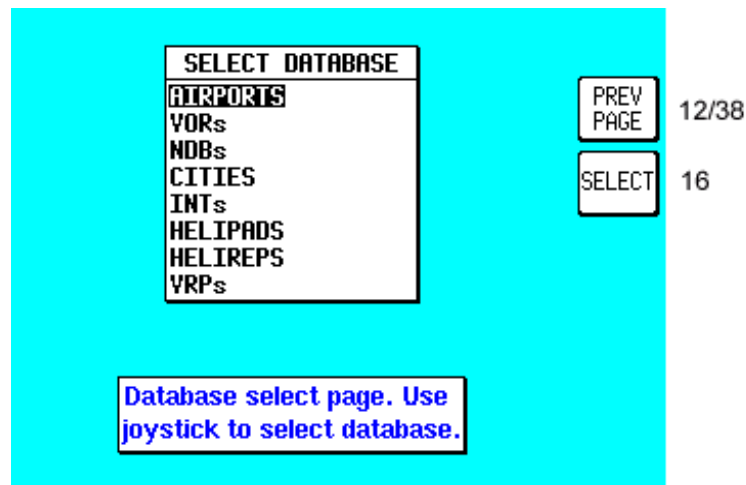 SELECT DATABASE
AIRPORTS
VORs
NDBs
CITIES
INTs
HELIPADS
HELIREPS
VRPs
PREV
PAGE
12/38
SELECT
16
Database select page. Use
joystick to select database.